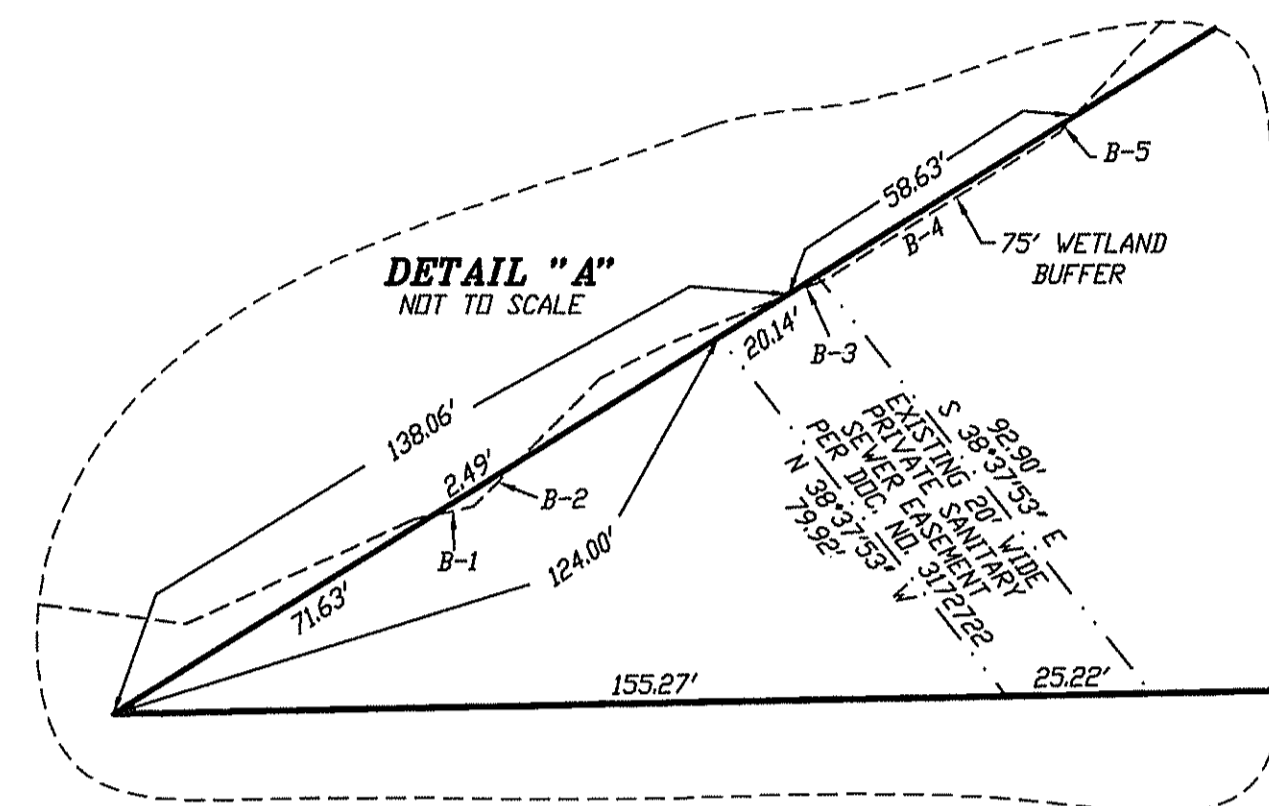 B-5
58.63'
B-4
75' WETLAND
BUFFER
DETAIL "A"
NOT TO SCALE
20.14'
B-3
138.06'
2.49'
B-2
B-1
124.00'
71.63'
92.90'
S 38°37'53" E
EXISTING 20' WIDE
PRIVATE SANITARY
SEWER EASEMENT
PER DOC. NO. 3172722
N 38°37'53" W
79.92'
155.27'
25.22'